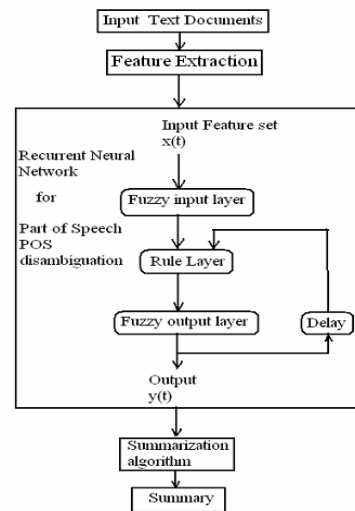 Input Text Documents
Feature Extraction
Input Feature set
x(t)
Recurrent Neural
Network
for
Part of Speech
POS
disambiguation
Fuzzy input layer
Rule Layer
Fuzzy output layer
Delay
Output
y(t)
Summarization
algorithm
Summary